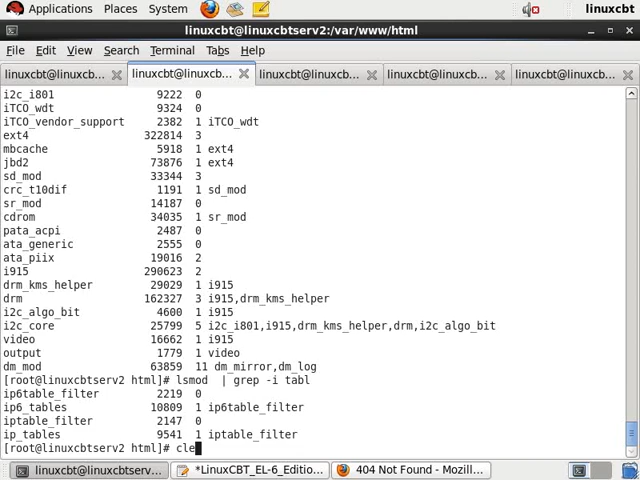 Applications Places System linuxcbt
linuxcbt@linuxcbtserv2:/var/www/html
File Edit View Search Terminal Tabs Help
linuxcbt@linuxcb... linuxcbt@linuxcb... linuxcbt@linuxcb... linuxcbt@linuxcb... linuxcbt@linuxcb...
i2c_i801 9222 0
iTCO_wdt 9324 0
iTCO_vendor_support 2382 1 iTCO_wdt
ext4 322814 3
mbcache 5918 1 ext4
jbd2 73876 1 ext4
sd_mod 33344 3
crc_t10dif 1191 1 sd_mod
sr_mod 14187 0
cdrom 34035 1 sr_mod
pata_acpi 2487 0
ata_generic 2555 0
ata_piix 19016 2
i915 290623 2
drm_kms_helper 29029 1 i915
drm 162327 3 i915,drm_kms_helper
i2c_algo_bit 4600 1 i915
i2c_core 25799 5 i2c_i801,i915,drm_kms_helper,drm,i2c_algo_bit
video 16662 1 i915
output 1779 1 video
dm_mod 63859 11 dm_mirror,dm_log
[root@linuxcbtserv2 html]# lsmod | grep -i tabl
ip6table_filter 2219 0
ip6_tables 10809 1 ip6table_filter
iptable_filter 2147 0
ip_tables 9541 1 iptable_filter
[root@linuxcbtserv2 html]# cle
linuxcbt@linuxcbtserv... *LinuxCBT_EL-6_Editio... 404 Not Found - Mozill...